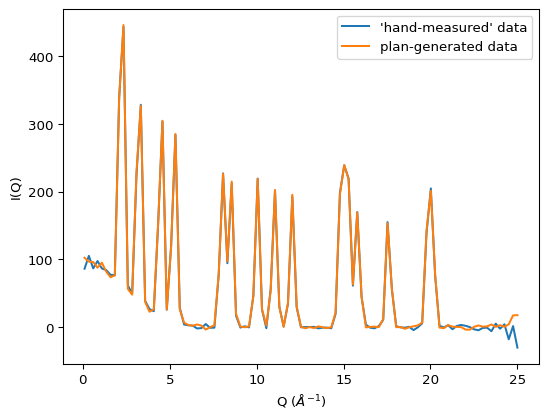 'hand-measured' data
plan-generated data
I(Q)
400
300
200
100
0
0 5 10 15 20 25
Q (Å⁻¹)